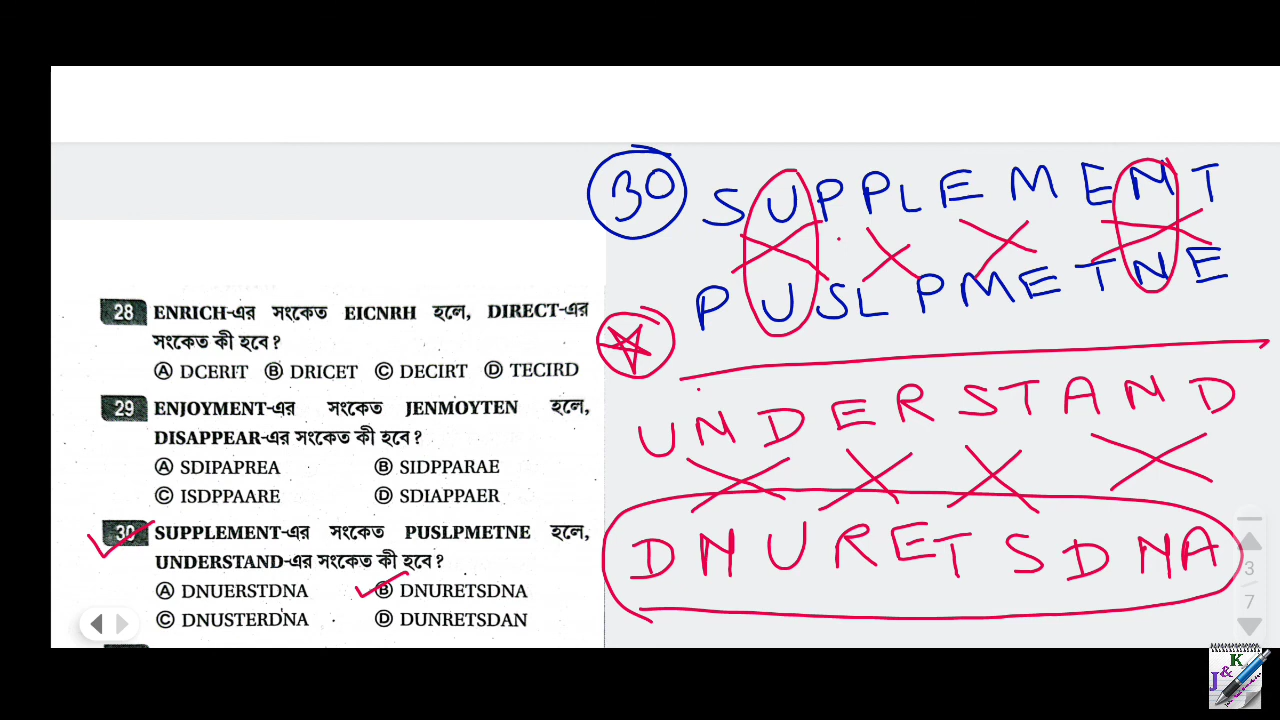 28 ENRICH-এর সংকেত EICNRH হলে, DIRECT-এর
সংকেত কী হবে?
Ⓐ DCERIT Ⓑ DRICET Ⓒ DECIRT Ⓓ TECIRD
29 ENJOYMENT-এর সংকেত JENMOYTEN হলে,
DISAPPEAR-এর সংকেত কী হবে?
Ⓐ SDIPAPREA Ⓑ SIDPPARAE
Ⓒ ISDPPAARE Ⓓ SDIAPPAER
30 SUPPLEMENT-এর সংকেত PUSLPMETNE হলে,
UNDERSTAND-এর সংকেত কী হবে?
Ⓐ DNUERSTDNA Ⓑ DNURETSDNA
Ⓒ DNUSTERDNA Ⓓ DUNRETSDAN
30 SUPPLEMENT
PUSLPMETNE
UNDERSTAND
DNURETSDNA
3
7
J&K